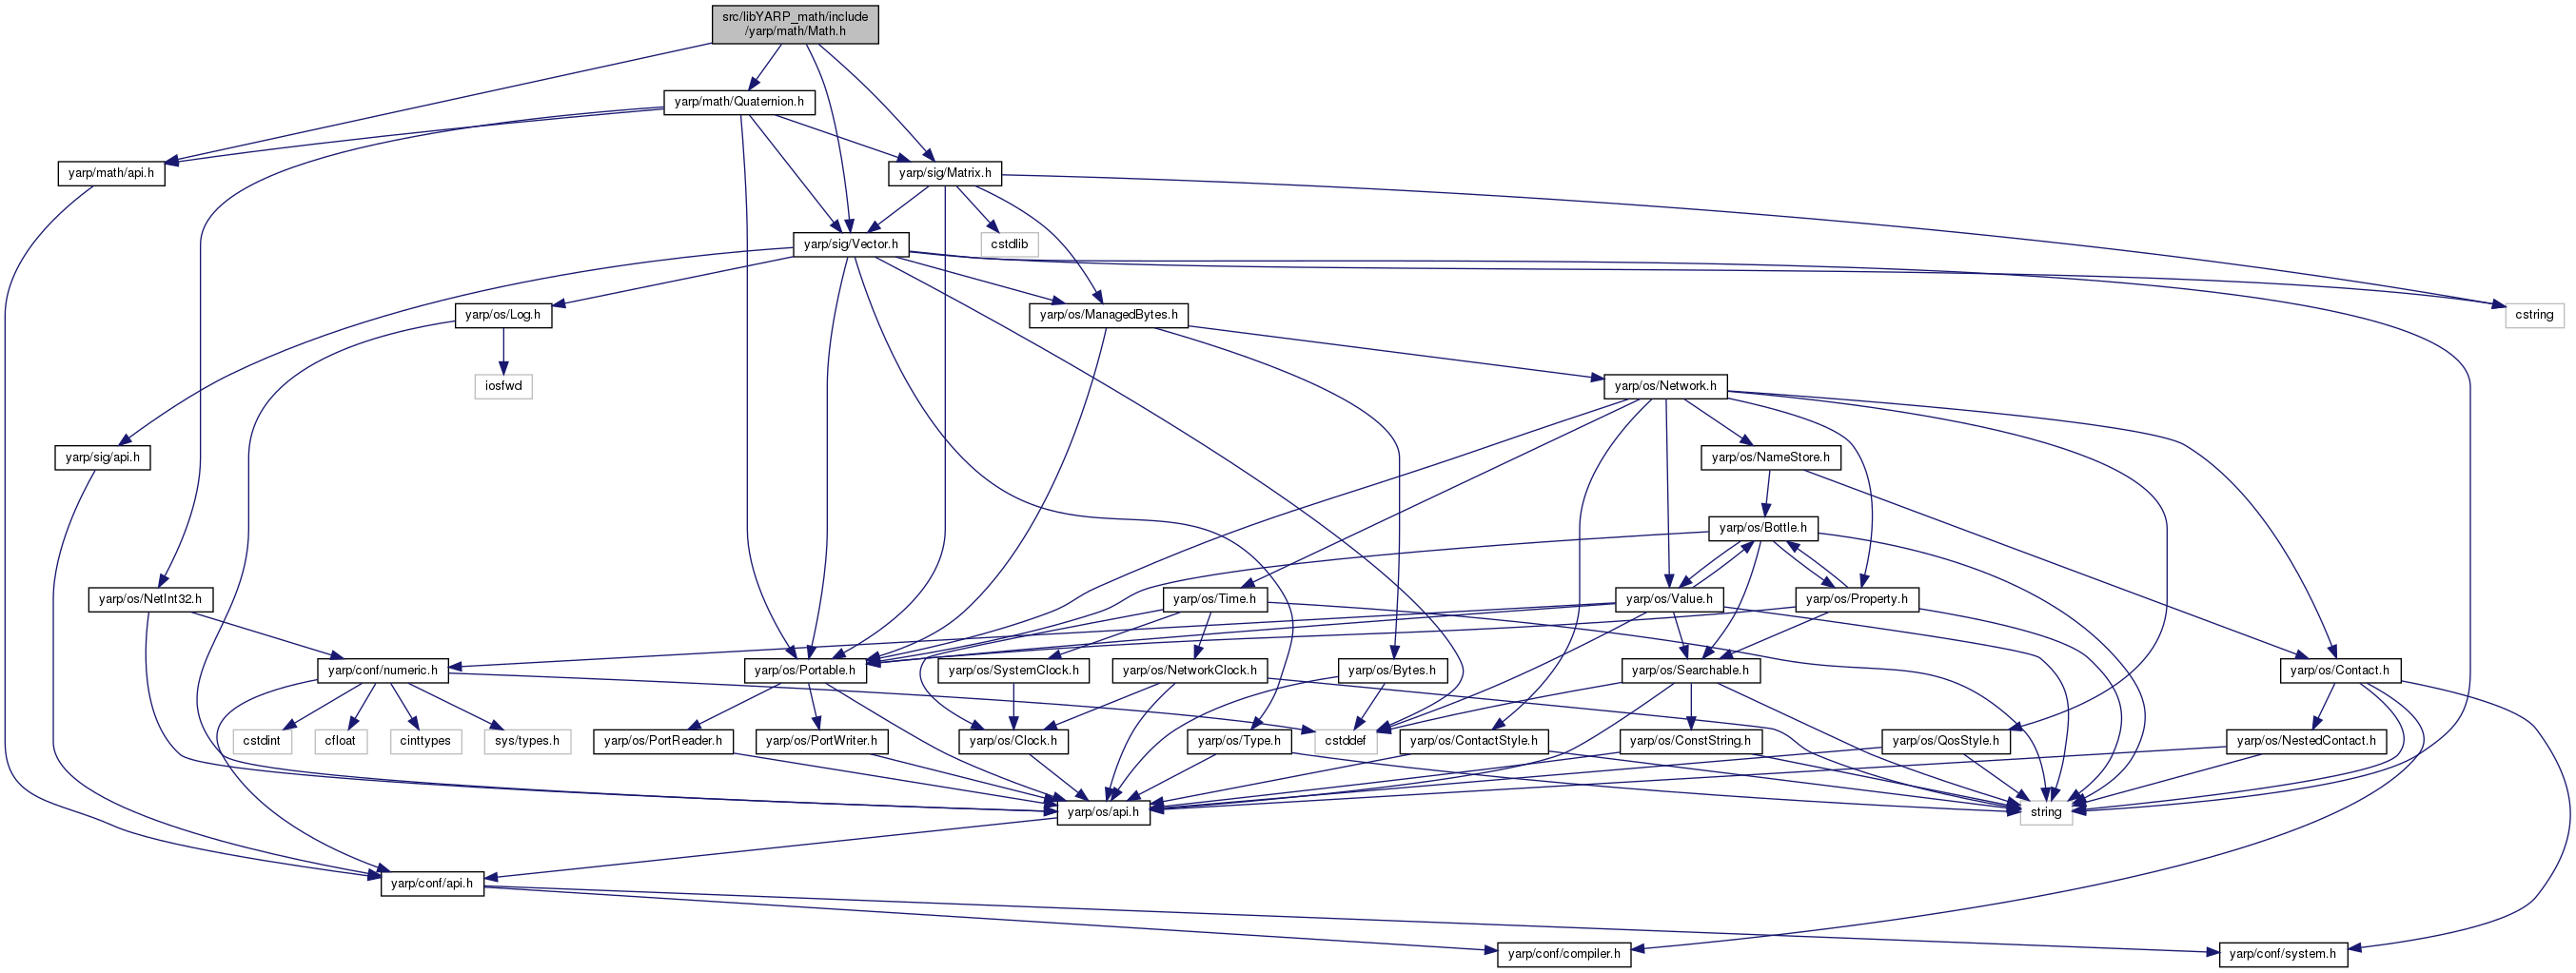 src/libYARP_math/include
/yarp/math/Math.h
yarp/math/Quaternion.h
yarp/math/api.h
yarp/sig/Matrix.h
yarp/sig/Vector.h
cstdlib
yarp/os/Log.h
yarp/os/ManagedBytes.h
cstring
iosfwd
yarp/os/Network.h
yarp/sig/api.h
yarp/os/NameStore.h
yarp/os/Bottle.h
yarp/os/NetInt32.h
yarp/os/Time.h
yarp/os/Value.h
yarp/os/Property.h
yarp/conf/numeric.h
yarp/os/Portable.h
yarp/os/SystemClock.h
yarp/os/NetworkClock.h
yarp/os/Bytes.h
yarp/os/Searchable.h
yarp/os/Contact.h
cstdint
cfloat
cinttypes
sys/types.h
yarp/os/PortReader.h
yarp/os/PortWriter.h
yarp/os/Clock.h
yarp/os/Type.h
cstddef
yarp/os/ContactStyle.h
yarp/os/ConstString.h
yarp/os/QosStyle.h
yarp/os/NestedContact.h
yarp/os/api.h
string
yarp/conf/api.h
yarp/conf/compiler.h
yarp/conf/system.h